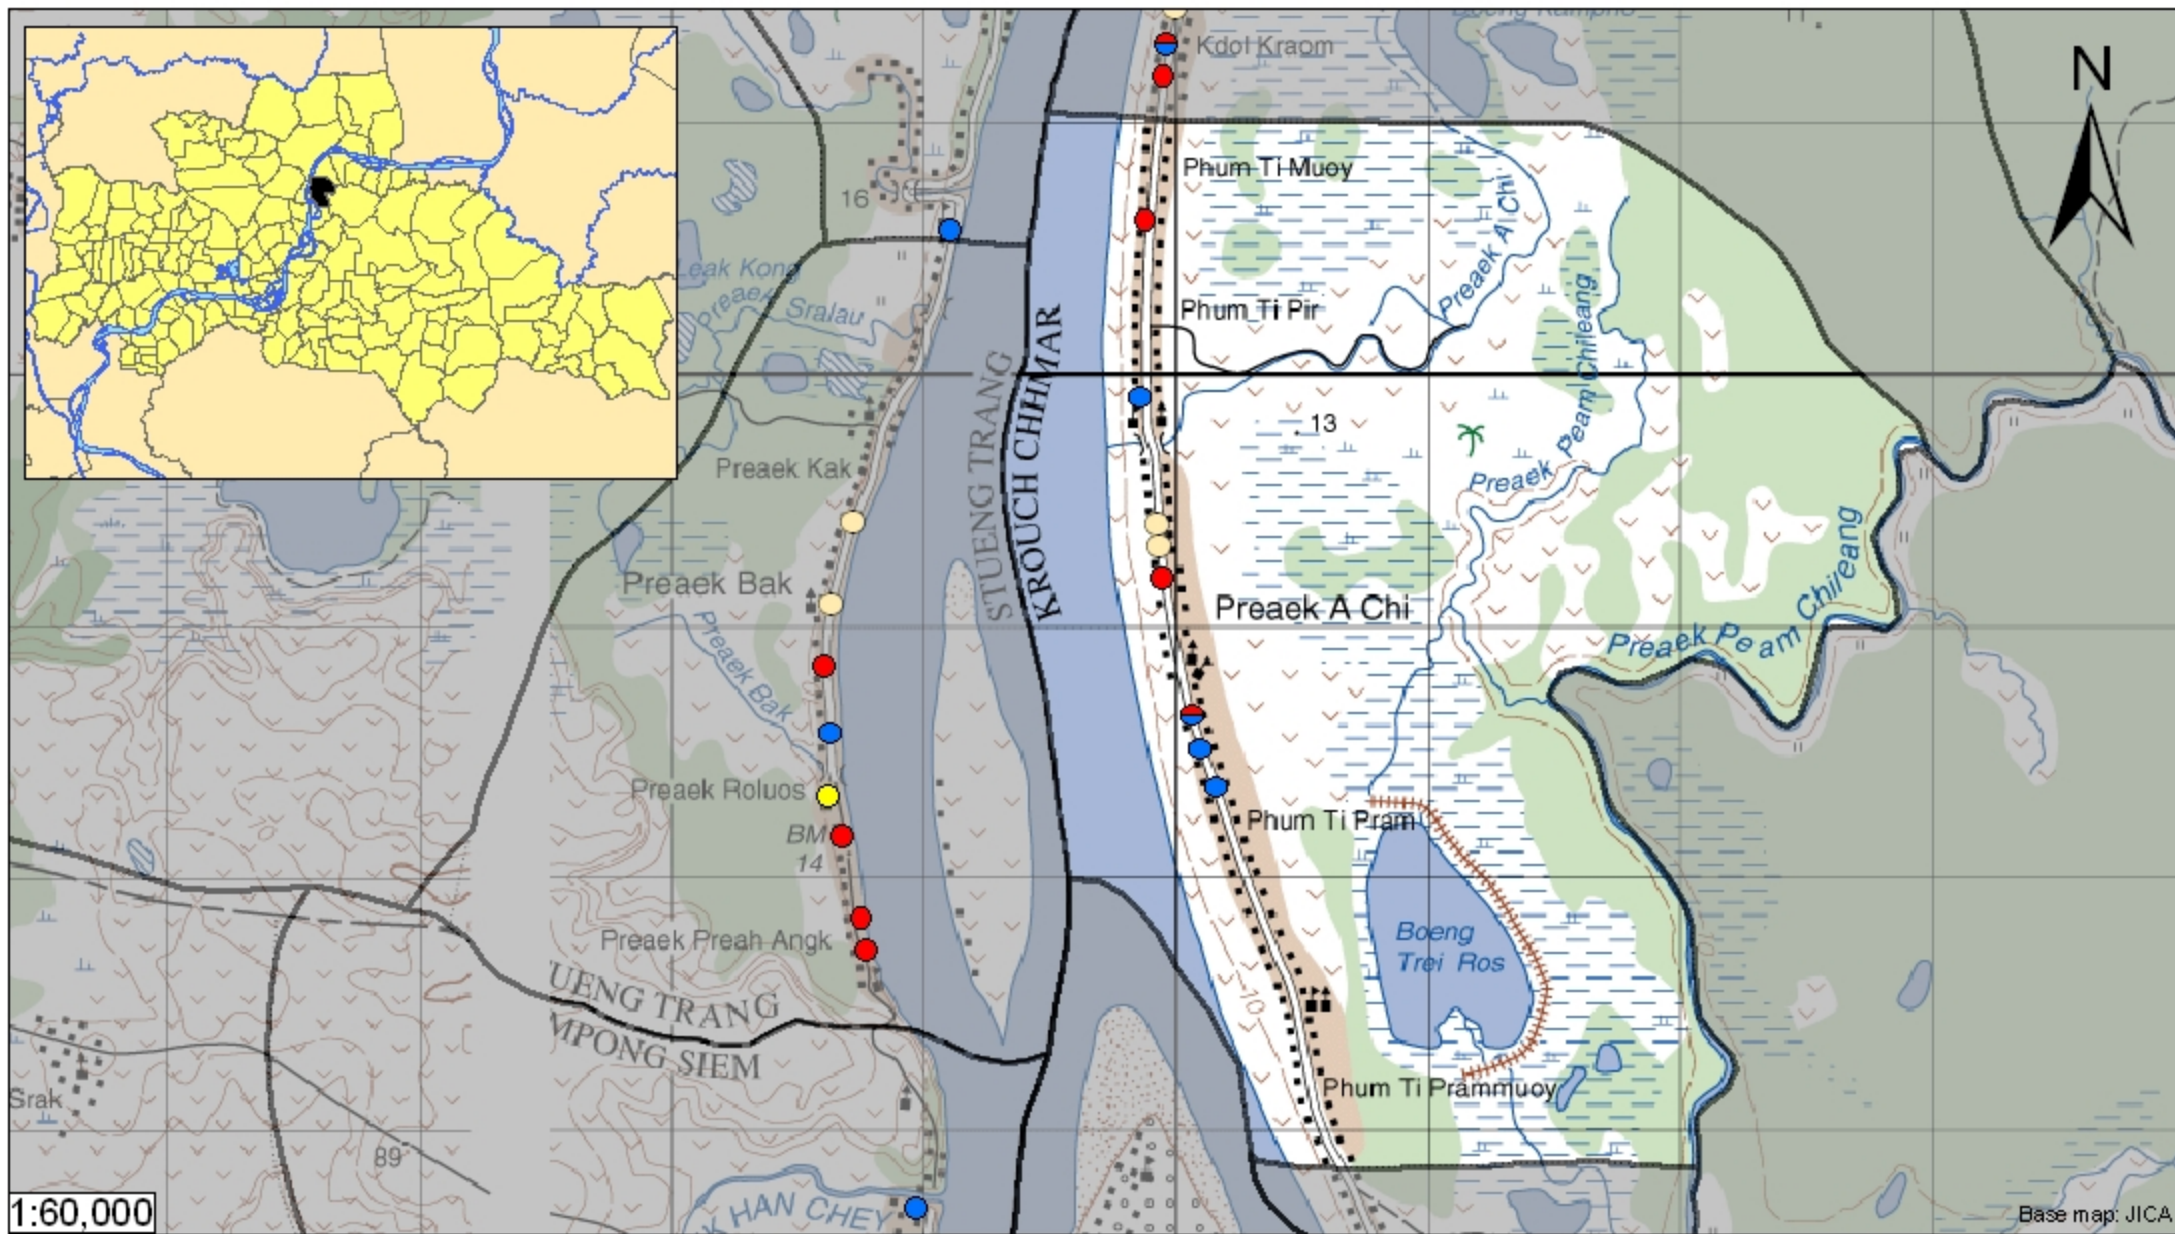 Kdol Kraom
N
Phum Ti Muoy
16
Preaek A Chi
Leak Kong
Preaek Sralau
Phum Ti Pir
Preaek Peam Chileang
STUENG TRANG
KROUCH CHHMAR
13
Preaek Kak
Preaek Bak
Preaek A Chi
Preaek Peam Chileang
Preaek Bak
Preaek Roluos
BM
14
Phum Ti Pram
Boeng
Trei Ros
Preaek Preah Angk
10
UENG TRANG
MPONG SIEM
Srak
Phum Ti Prammuoy
89
K HAN CHEY
1:60,000
Base map: JICA